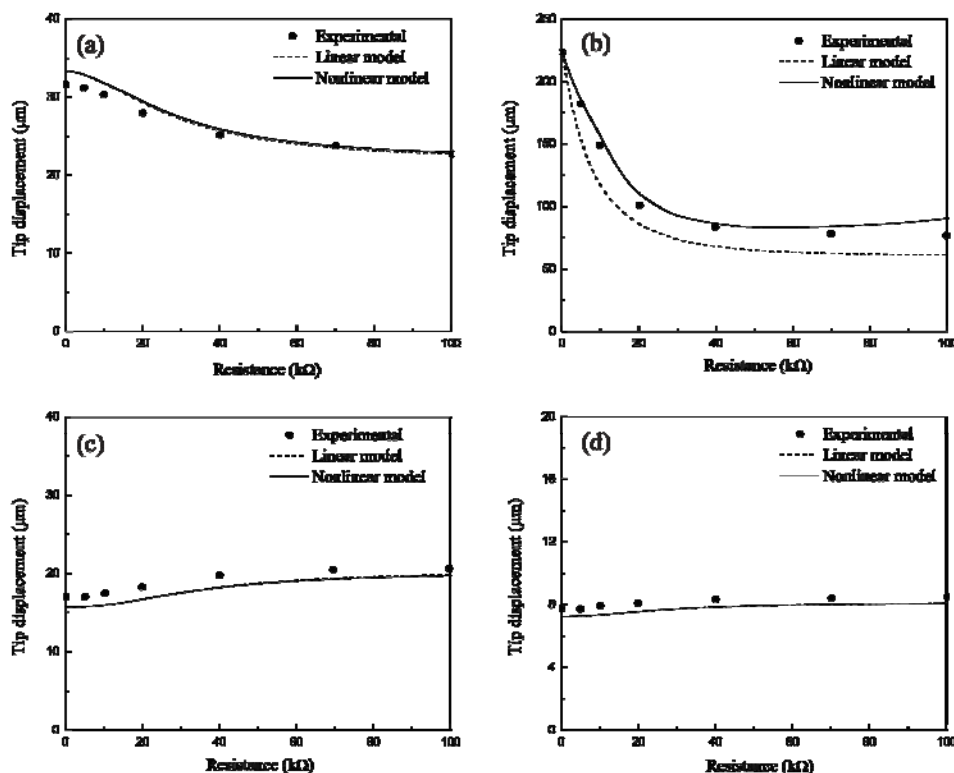 (a)
Experimental
Linear model
Nonlinear model
40
30
20
10
0
Tip displacement (μm)
0 20 40 60 80 100
Resistance (kΩ)
(b)
Experimental
Linear model
Nonlinear model
250
200
150
100
50
0
Tip displacement (μm)
0 20 40 60 80 100
Resistance (kΩ)
(c)
Experimental
Linear model
Nonlinear model
40
30
20
10
0
Tip displacement (μm)
0 20 40 60 80 100
Resistance (kΩ)
(d)
Experimental
Linear model
Nonlinear model
20
16
12
8
4
0
Tip displacement (μm)
0 20 40 60 80 100
Resistance (kΩ)